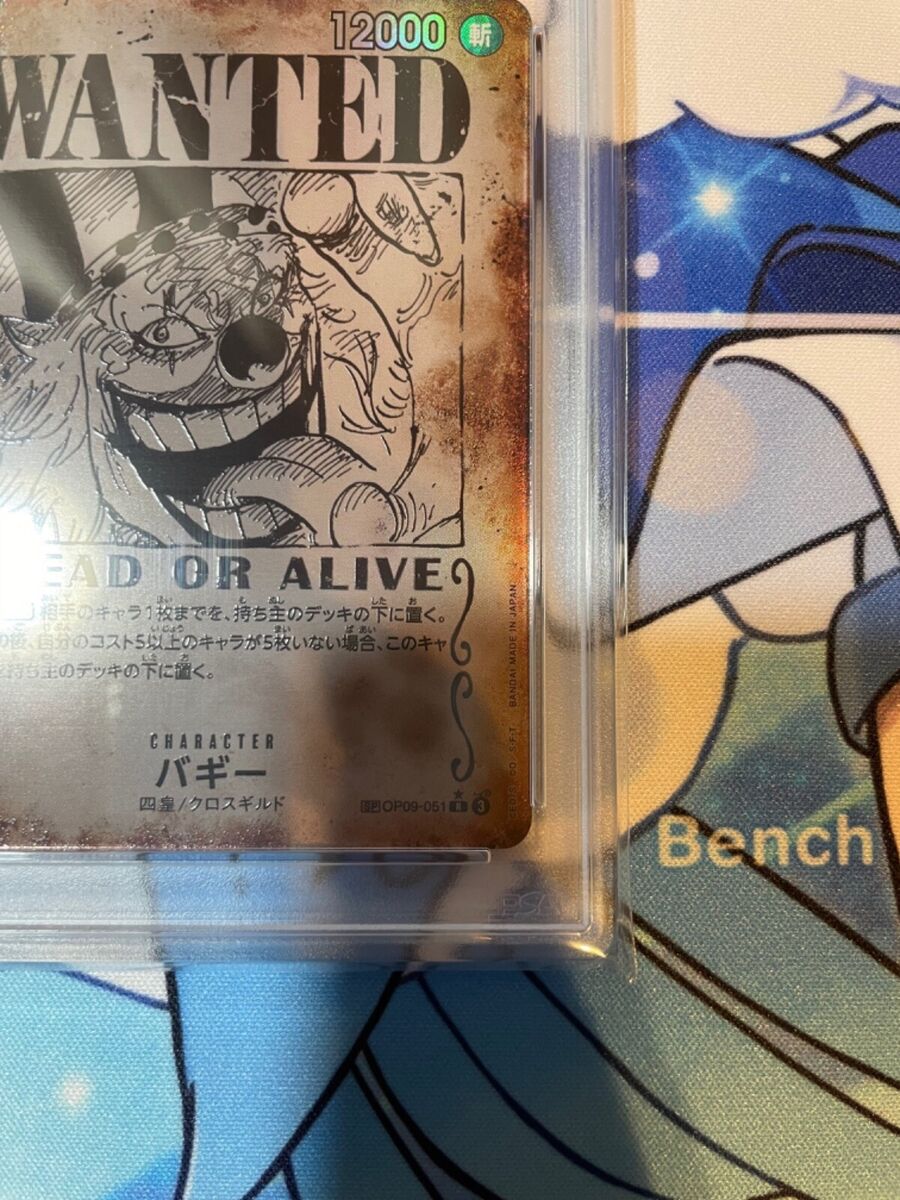 12000 斬
WANTED
EAD OR ALIVE
相手のキャラ1枚までを、持ち主のデッキの下に置く。
の後、自分のコスト5以上のキャラが5枚いない場合、このキャ
持ち主のデッキの下に置く。
BANDAI MADE IN JAPAN
CHARACTER
バギー
四皇/クロスギルド
SP OP09-051 R 3
PSA
Bench